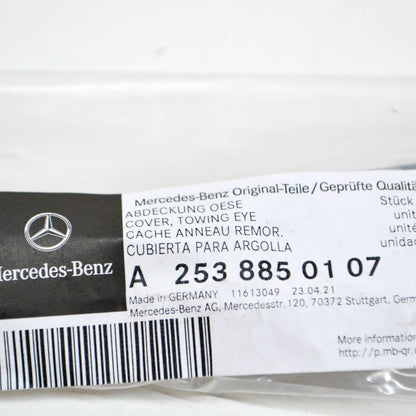 Mercedes-Benz Original-Teile/Geprüfte Qualität
ABDECKUNG OESE
COVER, TOWING EYE
CACHE ANNEAU REMOR.
CUBIERTA PARA ARGOLLA
Stück
unit
unité
unidad
Mercedes-Benz
A 253 885 01 07
Made in GERMANY 11613049 23.04.21
Mercedes-Benz AG, Mercedesstr.120, 70372 Stuttgart, Germ
More information
http://p.mb-qr.c